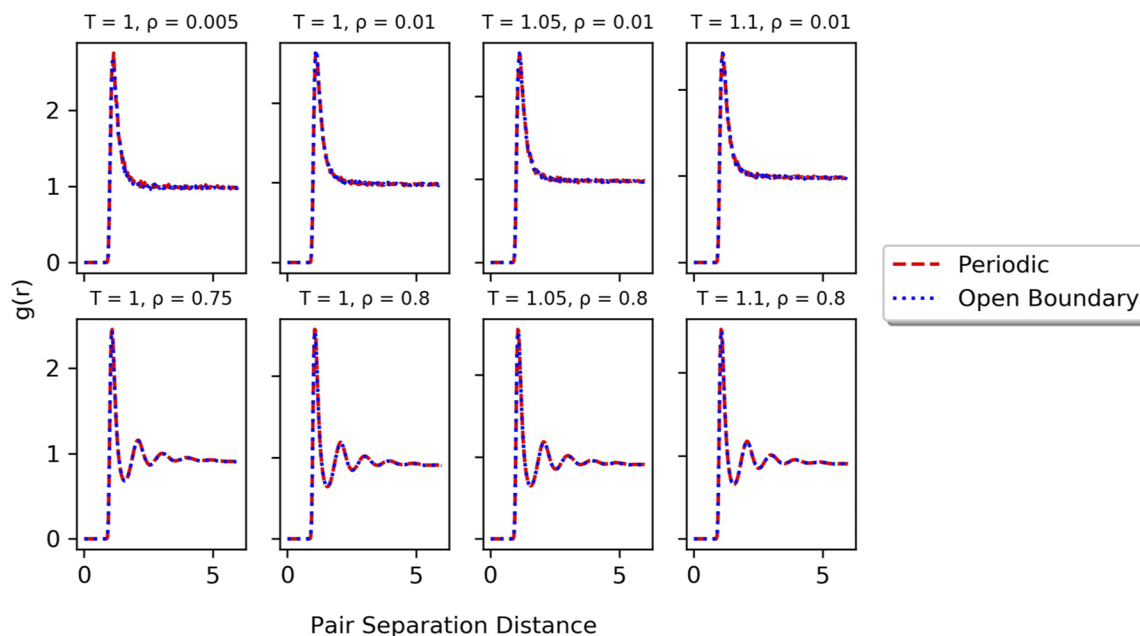 T = 1, ρ = 0.005
T = 1, ρ = 0.01
T = 1.05, ρ = 0.01
T = 1.1, ρ = 0.01
2
1
0
g(r)
Periodic
Open Boundary
T = 1, ρ = 0.75
T = 1, ρ = 0.8
T = 1.05, ρ = 0.8
T = 1.1, ρ = 0.8
2
1
0
0 5
0 5
0 5
0 5
Pair Separation Distance